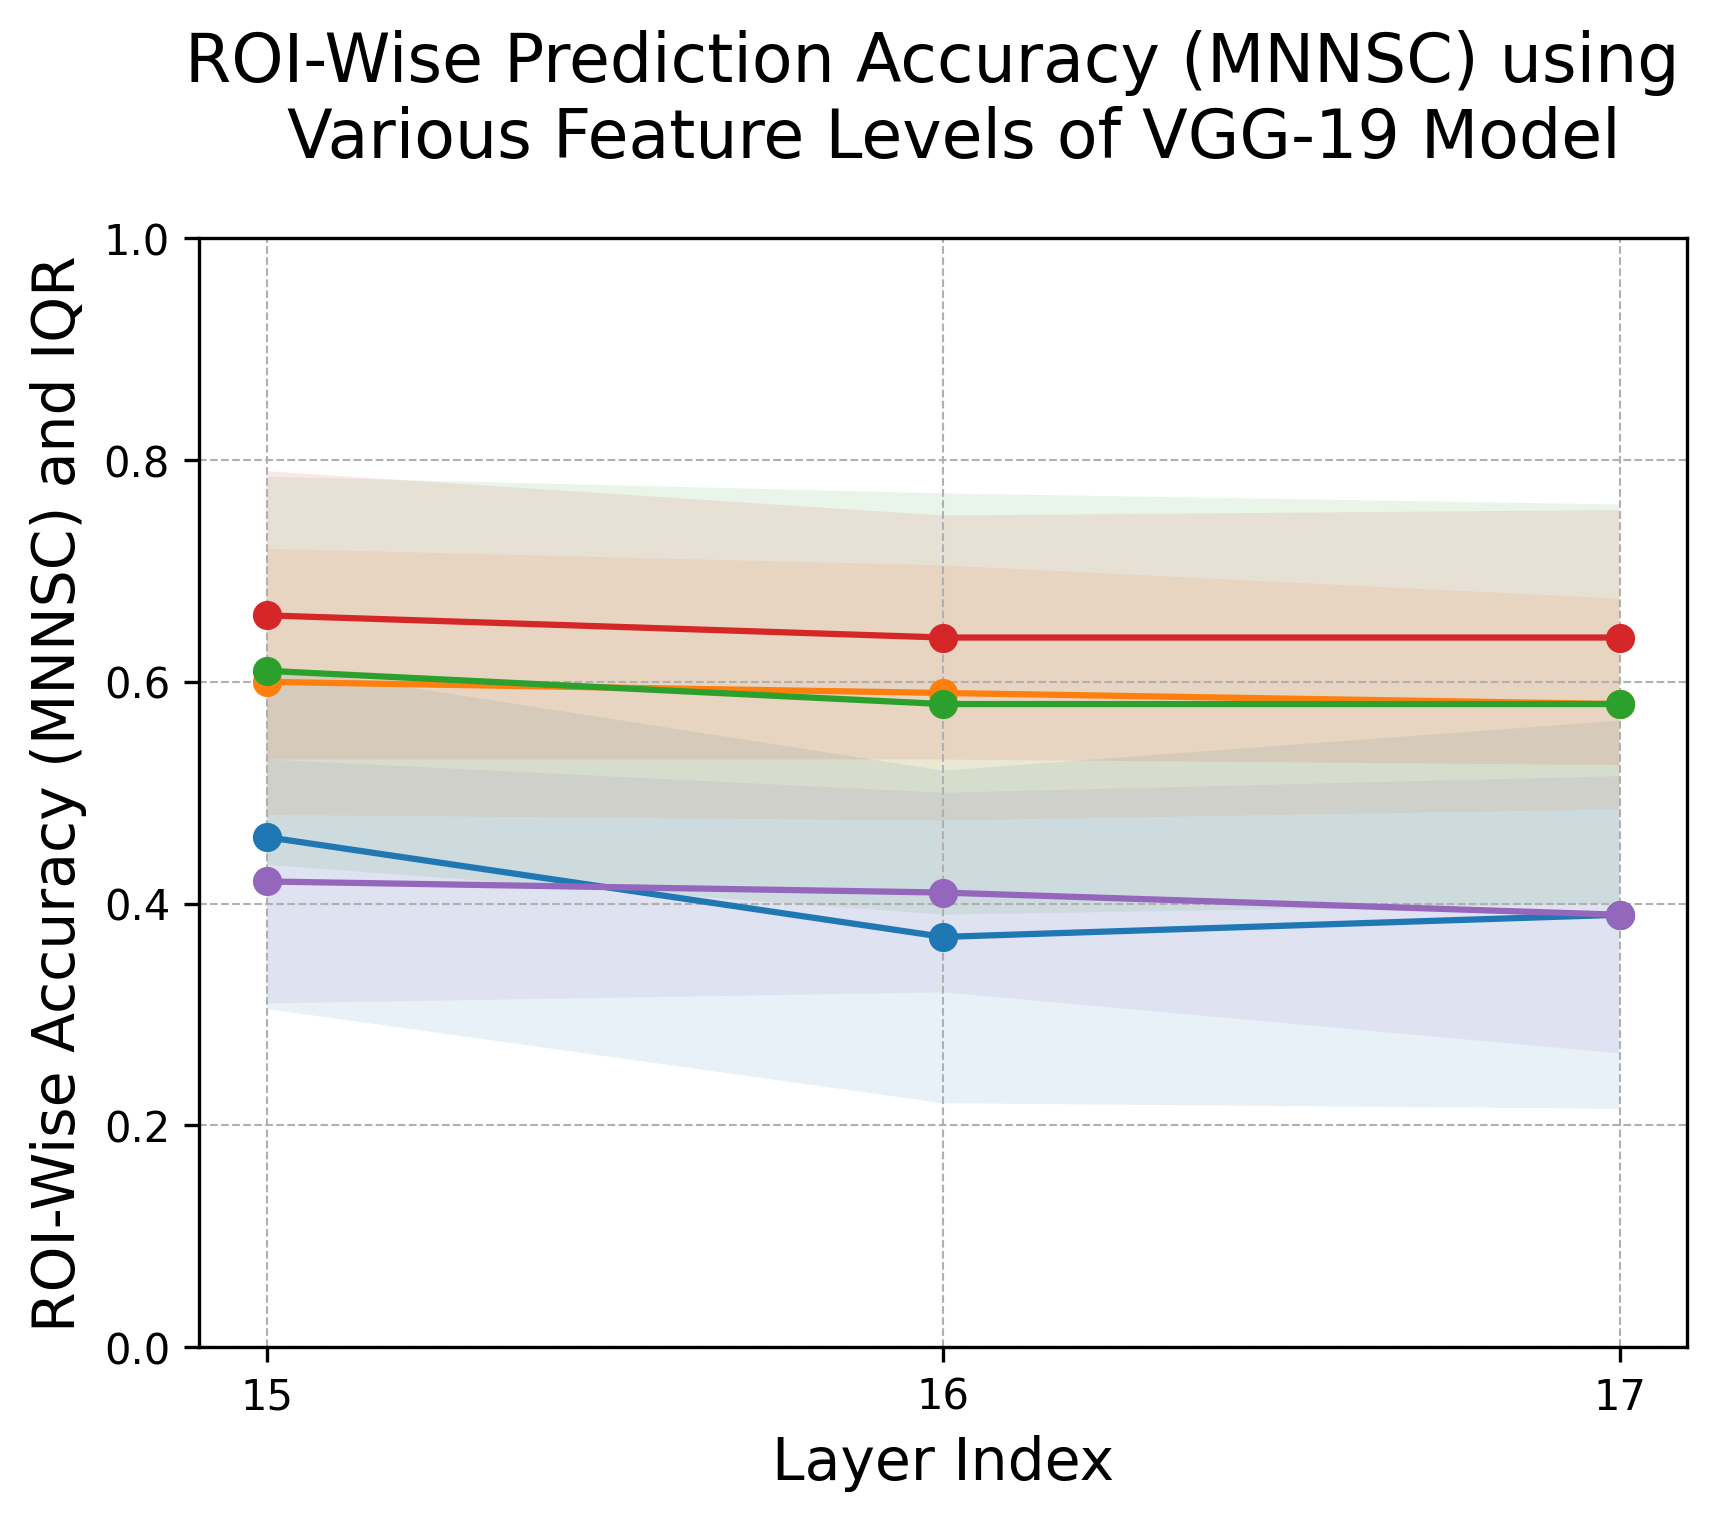 ROI-Wise Prediction Accuracy (MNNSC) using
Various Feature Levels of VGG-19 Model
ROI-Wise Accuracy (MNNSC) and IQR
1.0
0.8
0.6
0.4
0.2
0.0
15 16 17
Layer Index